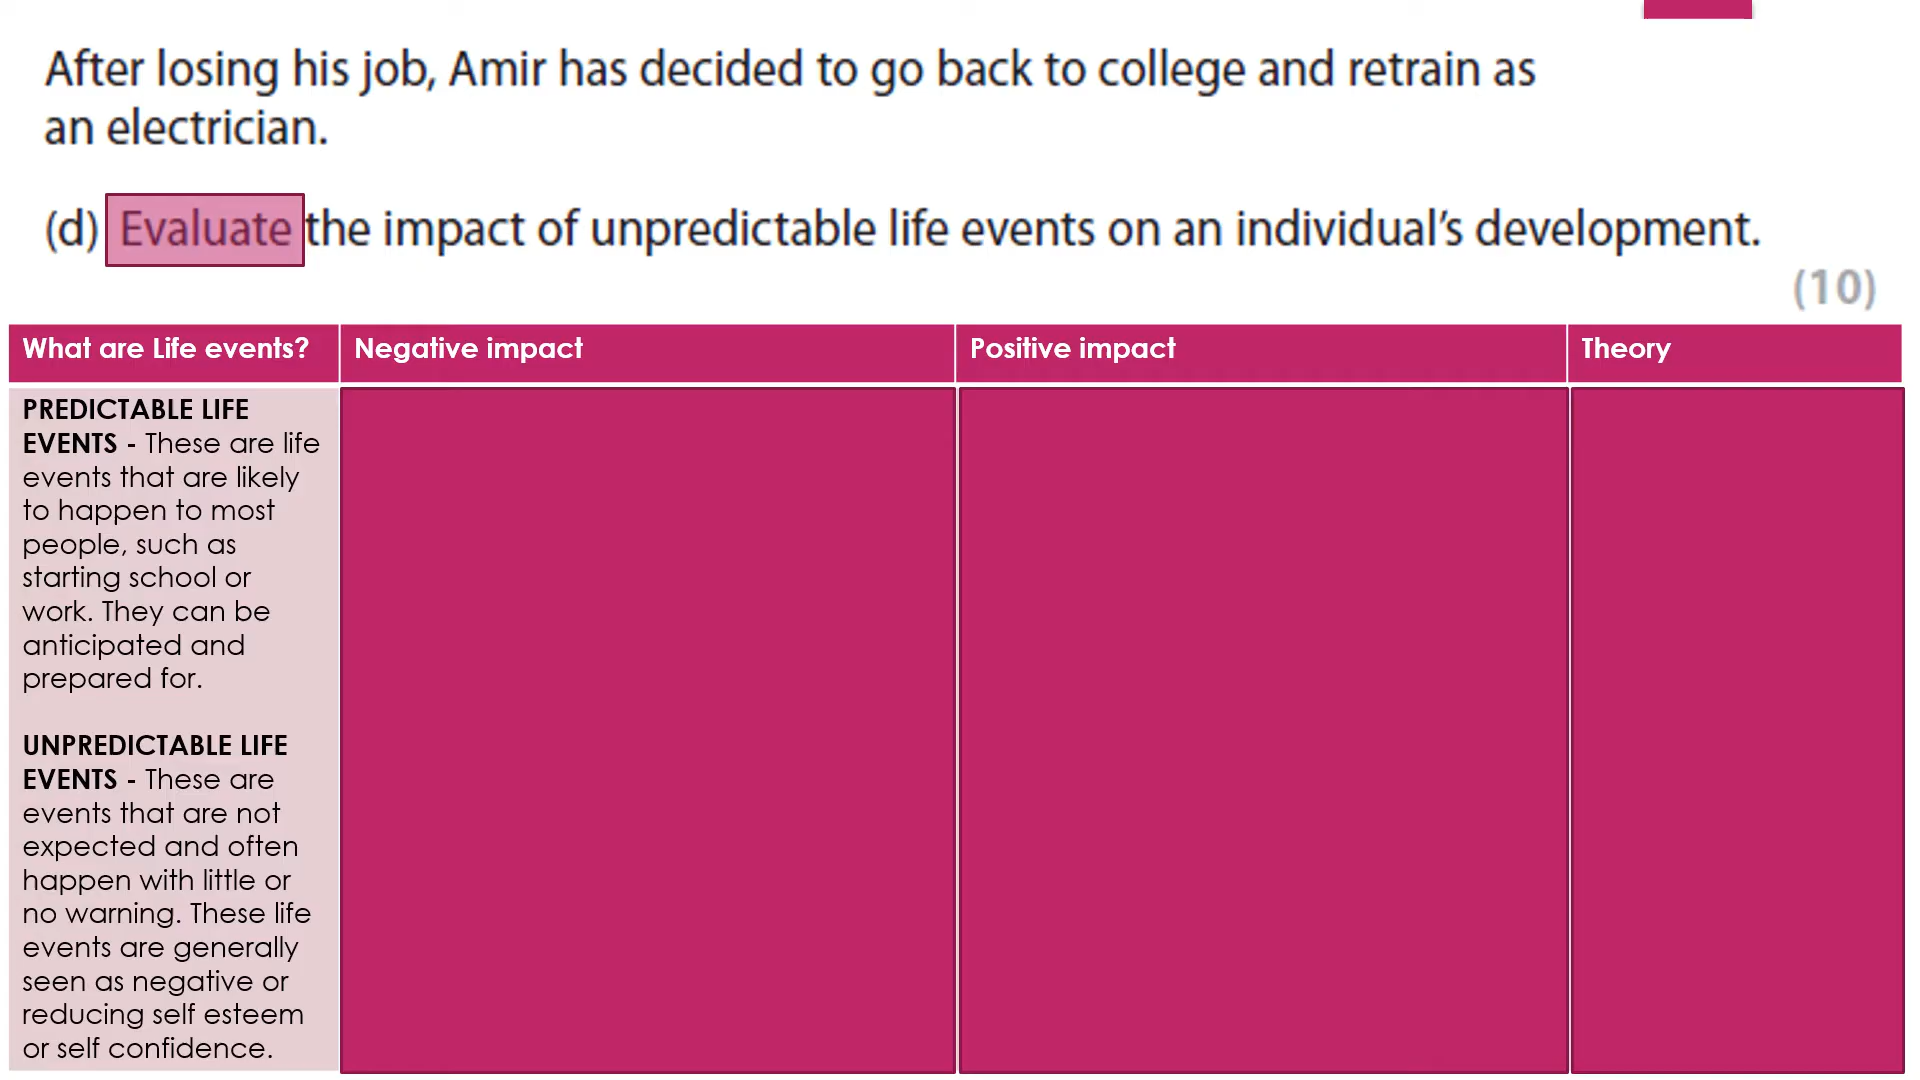 After losing his job, Amir has decided to go back to college and retrain as
an electrician.
(d) Evaluate the impact of unpredictable life events on an individual's development.
(10)
What are Life events?
Negative impact
Positive impact
Theory
PREDICTABLE LIFE
EVENTS - These are life
events that are likely
to happen to most
people, such as
starting school or
work. They can be
anticipated and
prepared for.
UNPREDICTABLE LIFE
EVENTS - These are
events that are not
expected and often
happen with little or
no warning. These life
events are generally
seen as negative or
reducing self esteem
or self confidence.